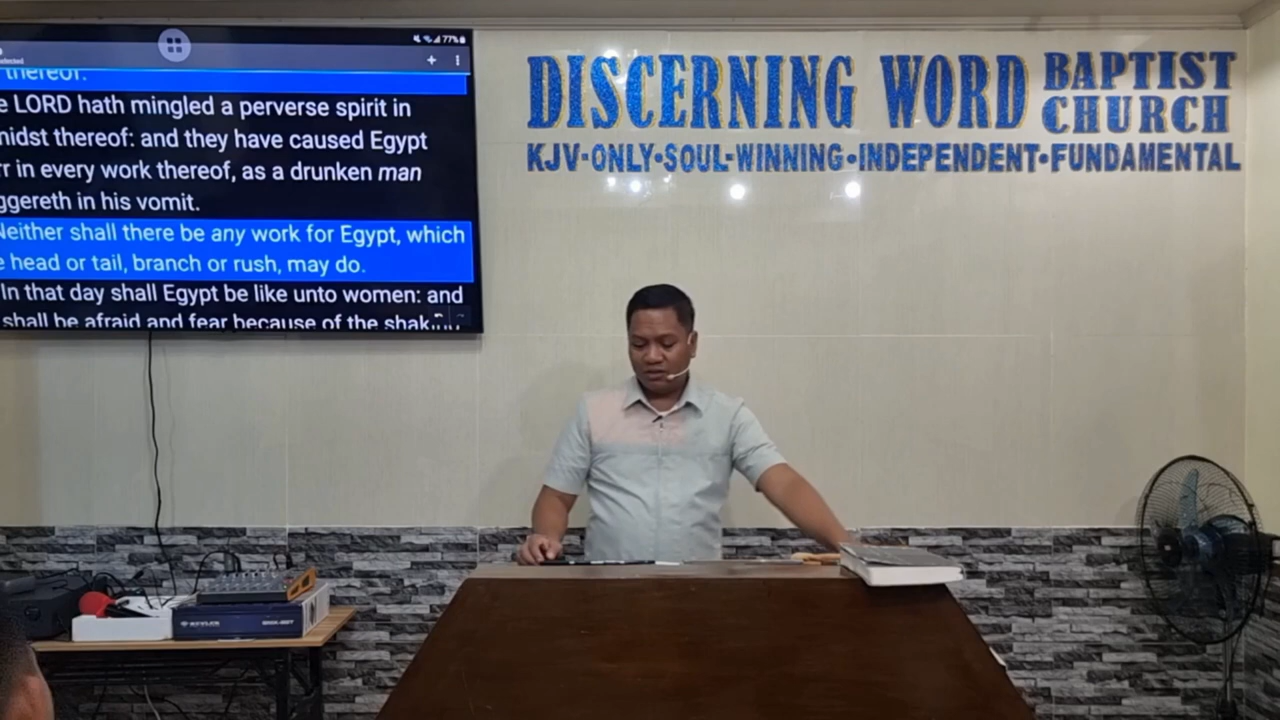 77%
selected
thereof.
e LORD hath mingled a perverse spirit in
midst thereof: and they have caused Egypt
rr in every work thereof, as a drunken man
ggereth in his vomit.
Neither shall there be any work for Egypt, which
e head or tail, branch or rush, may do.
In that day shall Egypt be like unto women: and
shall be afraid and fear because of the shak
DISCERNING WORD BAPTIST CHURCH
KJV-ONLY•SOUL-WINNING•INDEPENDENT•FUNDAMENTAL